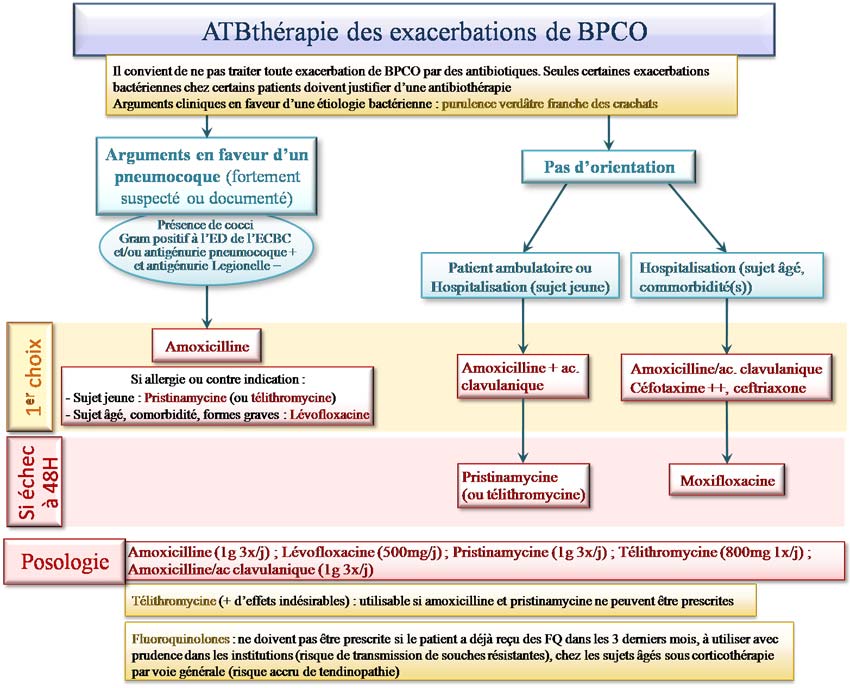 ATBthérapie des exacerbations de BPCO
Il convient de ne pas traiter toute exacerbation de BPCO par des antibiotiques. Seules certaines exacerbations
bactériennes chez certains patients doivent justifier d’une antibiothérapie
Arguments cliniques en faveur d’une étiologie bactérienne : purulence verdâtre franche des crachats
Arguments en faveur d’un
pneumocoque (fortement
suspecté ou documenté)
Présence de cocci
Gram positif à l’ED de l’ECBC
et/ou antigénurie pneumocoque +
et antigénurie Legionelle –
Pas d’orientation
Patient ambulatoire ou
Hospitalisation (sujet jeune)
Hospitalisation (sujet âgé,
commorbidité(s))
1er choix
Amoxicilline
Si allergie ou contre indication :
- Sujet jeune : Pristinamycine (ou télithromycine)
- Sujet âgé, comorbidité, formes graves : Lévofloxacine
Amoxicilline + ac.
clavulanique
Amoxicilline/ac. clavulanique
Céfotaxime ++, ceftriaxone
Si échec
à 48H
Pristinamycine
(ou télithromycine)
Moxifloxacine
Posologie
Amoxicilline (1g 3x/j) ; Lévofloxacine (500mg/j) ; Pristinamycine (1g 3x/j) ; Télithromycine (800mg 1x/j) ;
Amoxicilline/ac clavulanique (1g 3x/j)
Télithromycine (+ d’effets indésirables) : utilisable si amoxicilline et pristinamycine ne peuvent être prescrites
Fluoroquinolones : ne doivent pas être prescrite si le patient a déjà reçu des FQ dans les 3 derniers mois, à utiliser avec
prudence dans les institutions (risque de transmission de souches résistantes), chez les sujets âgés sous corticothérapie
par voie générale (risque accru de tendinopathie)